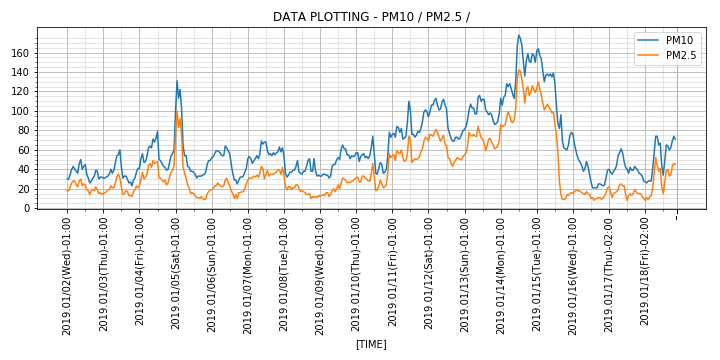 DATA PLOTTING - PM10 / PM2.5 /
PM10
PM2.5
160
140
120
100
80
60
40
20
0
2019.01/02(Wed)-01:00
2019.01/03(Thu)-01:00
2019.01/04(Fri)-01:00
2019.01/05(Sat)-01:00
2019.01/06(Sun)-01:00
2019.01/07(Mon)-01:00
2019.01/08(Tue)-01:00
2019.01/09(Wed)-01:00
2019.01/10(Thu)-01:00
2019.01/11(Fri)-01:00
2019.01/12(Sat)-01:00
2019.01/13(Sun)-01:00
2019.01/14(Mon)-01:00
2019.01/15(Tue)-01:00
2019.01/16(Wed)-01:00
2019.01/17(Thu)-02:00
2019.01/18(Fri)-02:00
-
[TIME]